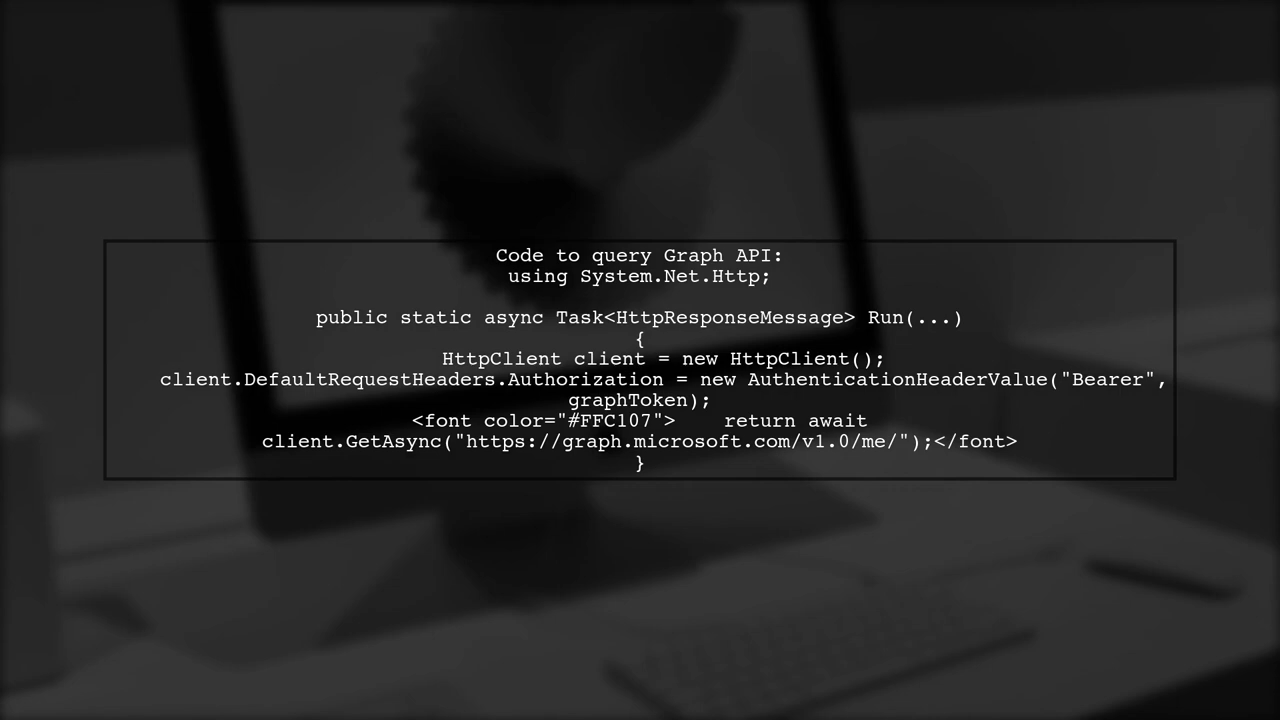 Code to query Graph API:
using System.Net.Http;
public static async Task<HttpResponseMessage> Run(...)
{
HttpClient client = new HttpClient();
client.DefaultRequestHeaders.Authorization = new AuthenticationHeaderValue("Bearer",
graphToken);
<font color="#FFC107">    return await
client.GetAsync("https://graph.microsoft.com/v1.0/me/");</font>
}